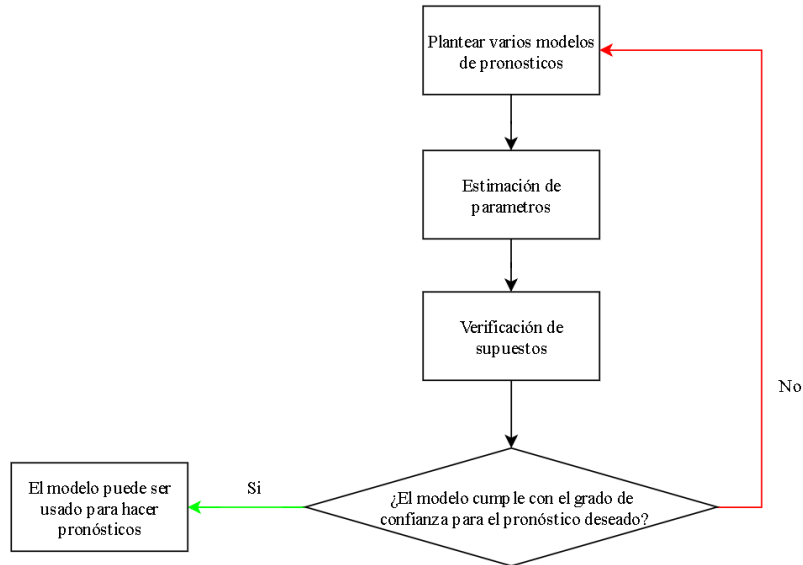 Plantear varios modelos
de pronosticos
Estimación de
parametros
Verificación de
supuestos
No
¿El modelo cumple con el grado de
confianza para el pronóstico deseado?
Si
El modelo puede ser
usado para hacer
pronósticos